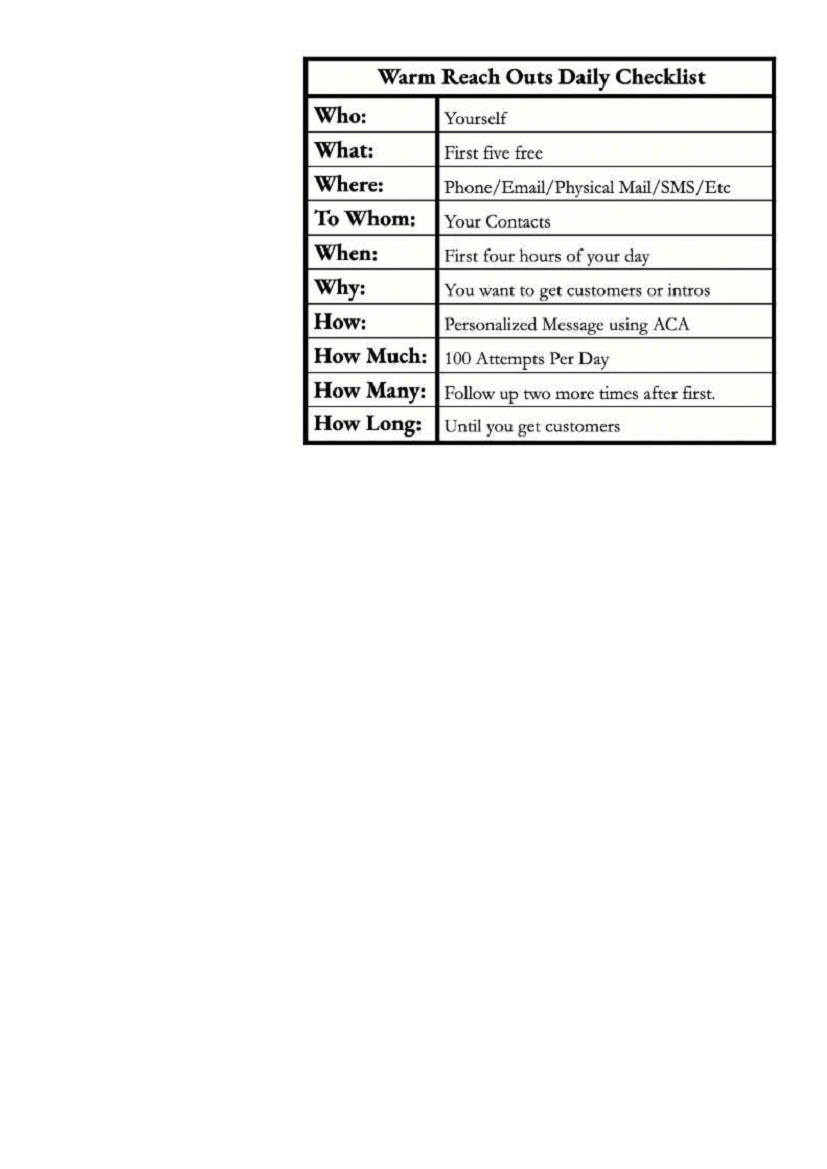 Warm Reach Outs Daily Checklist
Who: Yourself
What: First five free
Where: Phone/Email/Physical Mail/SMS/Etc
To Whom: Your Contacts
When: First four hours of your day
Why: You want to get customers or intros
How: Personalized Message using ACA
How Much: 100 Attempts Per Day
How Many: Follow up two more times after first.
How Long: Until you get customers